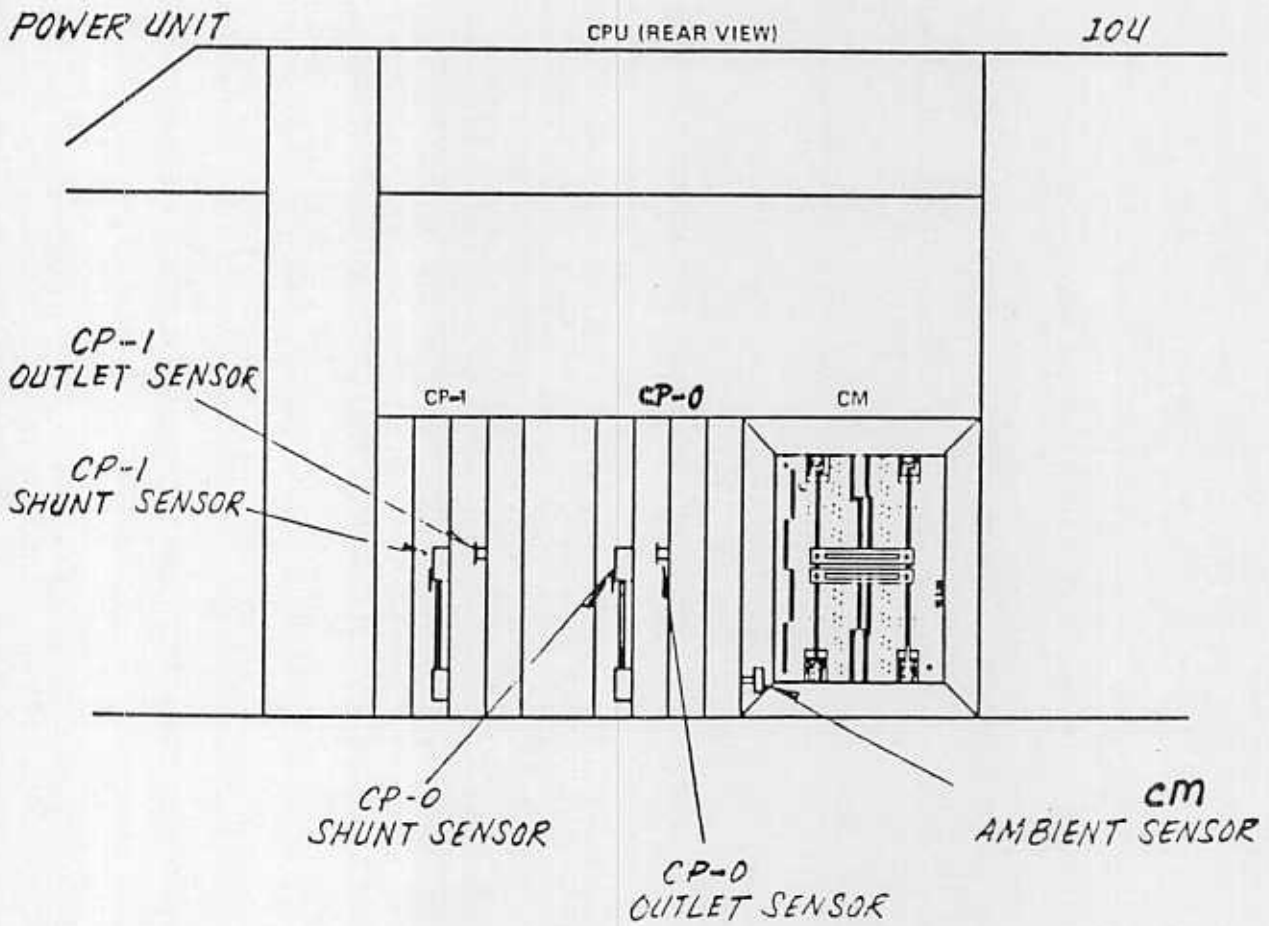 POWER UNIT
CPU (REAR VIEW)
IOU
CP-1
OUTLET SENSOR
CP-1
CP-0
CM
CP-1
SHUNT SENSOR
CP-0
SHUNT SENSOR
CM
AMBIENT SENSOR
CP-0
OUTLET SENSOR